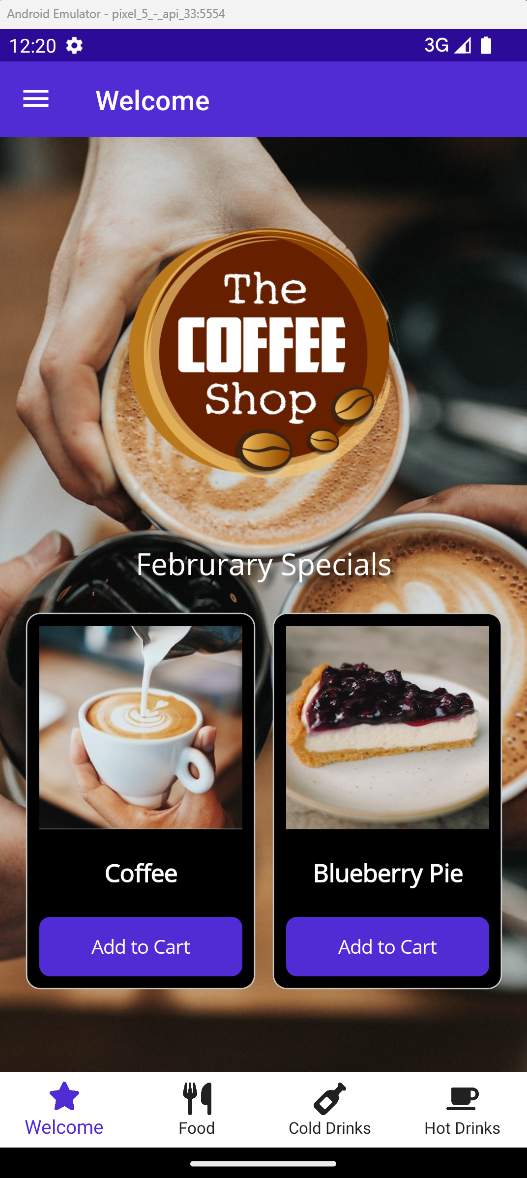 Android Emulator - pixel_5_-_api_33:5554
12:20 3G
Welcome
The
COFFEE
Shop
Februrary Specials
Coffee Blueberry Pie
Add to Cart Add to Cart
Welcome Food Cold Drinks Hot Drinks